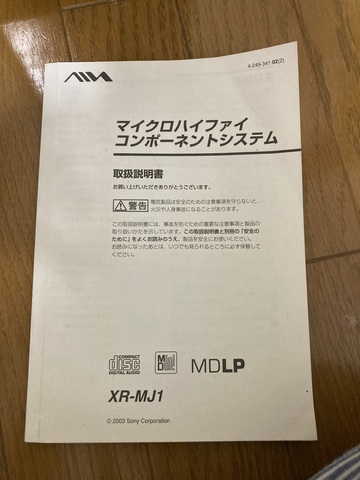 AIWA
4-249-341-02(2)
マイクロハイファイ
コンポーネントシステム
取扱説明書
お買い上げいただきありがとうございます。
警告
電気製品は安全のための注意事項を守らないと、
火災や人身事故になることがあります。
この取扱説明書には、事故を防ぐための重要な注意事項と製品の
取り扱いかたを示しています。この取扱説明書と別冊の「安全の
ために」をよくお読みのうえ、製品を安全にお使いください。
お読みになったあとは、いつでも見られるところに必ず保管して
ください。
COMPACT
disc
DIGITAL AUDIO
MiniDisc
MDLP
XR-MJ1
© 2003 Sony Corporation